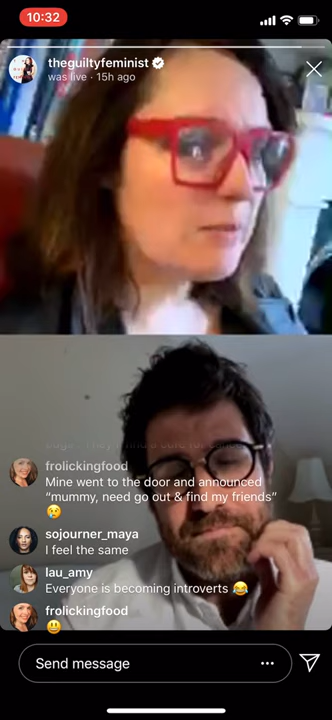 10:32
theguiltyfeminist
was live · 15h ago
frolickingfood
Mine went to the door and announced
“mummy, need go out & find my friends”
😢
sojourner_maya
I feel the same
lau_amy
Everyone is becoming introverts 😂
frolickingfood
😃
Send message